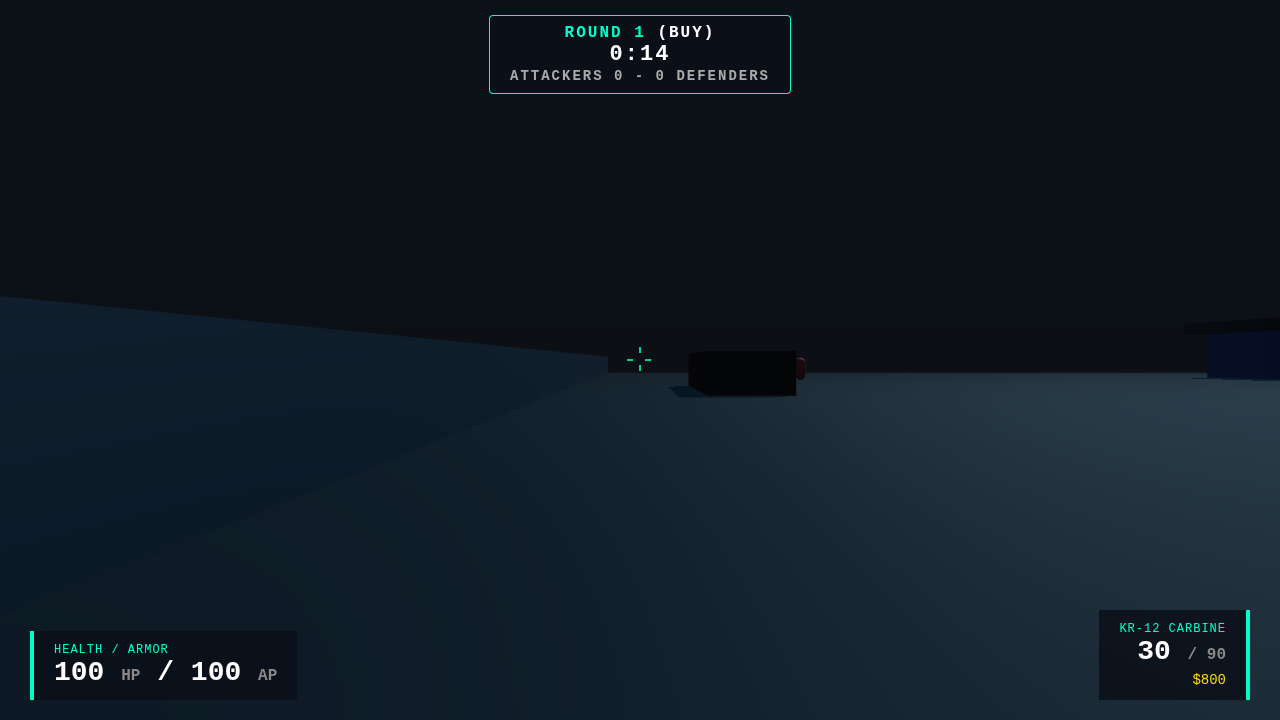 ROUND 1 (BUY)
0:14
ATTACKERS 0 - 0 DEFENDERS
HEALTH / ARMOR
100 HP / 100 AP
KR-12 CARBINE
30 / 90
$800